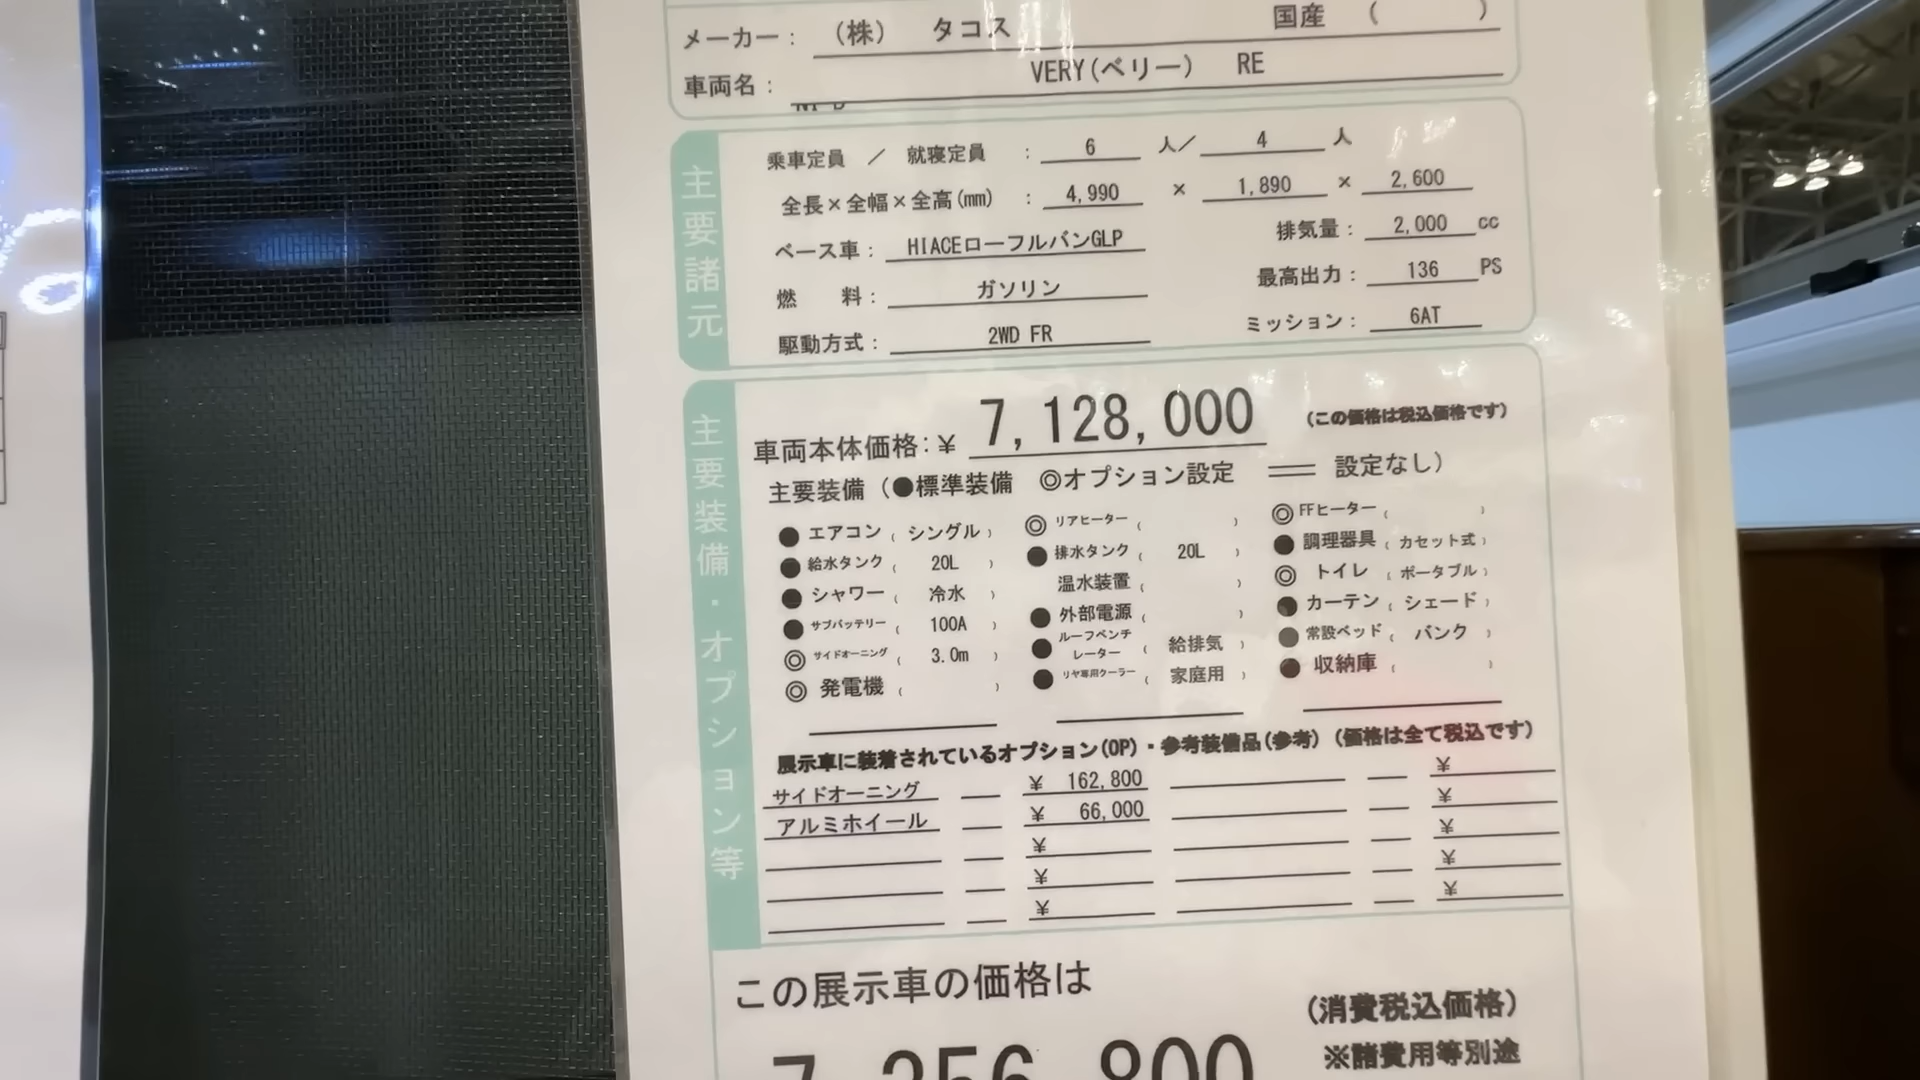 メーカー： （株） タコス 国産 （ ）
車両名： VERY(ベリー) RE
主要諸元
乗車定員 ／ 就寝定員 ： 6 人／ 4 人
全長×全幅×全高(mm) ： 4,990 × 1,890 × 2,600
ベース車： HIACEローフルバンGLP 排気量： 2,000 cc
燃 料： ガソリン 最高出力： 136 PS
駆動方式： 2WD FR ミッション： 6AT
主要装備・オプション等
車両本体価格：¥ 7,128,000 (この価格は税込価格です)
主要装備（●標準装備 ◎オプション設定 ＝ 設定なし）
●エアコン（シングル） ◎リアヒーター（ ） ◎FFヒーター（ ）
●給水タンク（ 20L ） ●排水タンク（ 20L ） ●調理器具（カセット式）
●シャワー（ 冷水 ） 温水装置（ ） ◎トイレ（ポータブル）
●サブバッテリー（ 100A ） ●外部電源（ ） ●カーテン（シェード）
◎サイドオーニング（ 3.0m ） ●ルーフベンチレーター（ 給排気 ） ●常設ベッド（ バンク ）
◎発電機（ ） ●リヤ専用クーラー（ 家庭用 ） ●収納庫（ ）
展示車に装着されているオプション(OP)・参考装備品(参考)（価格は全て税込です）
サイドオーニング ¥ 162,800 ¥
アルミホイール ¥ 66,000 ¥
¥ ¥
¥ ¥
¥ ¥
この展示車の価格は (消費税込価格)
7,356,800 ※諸費用等別途